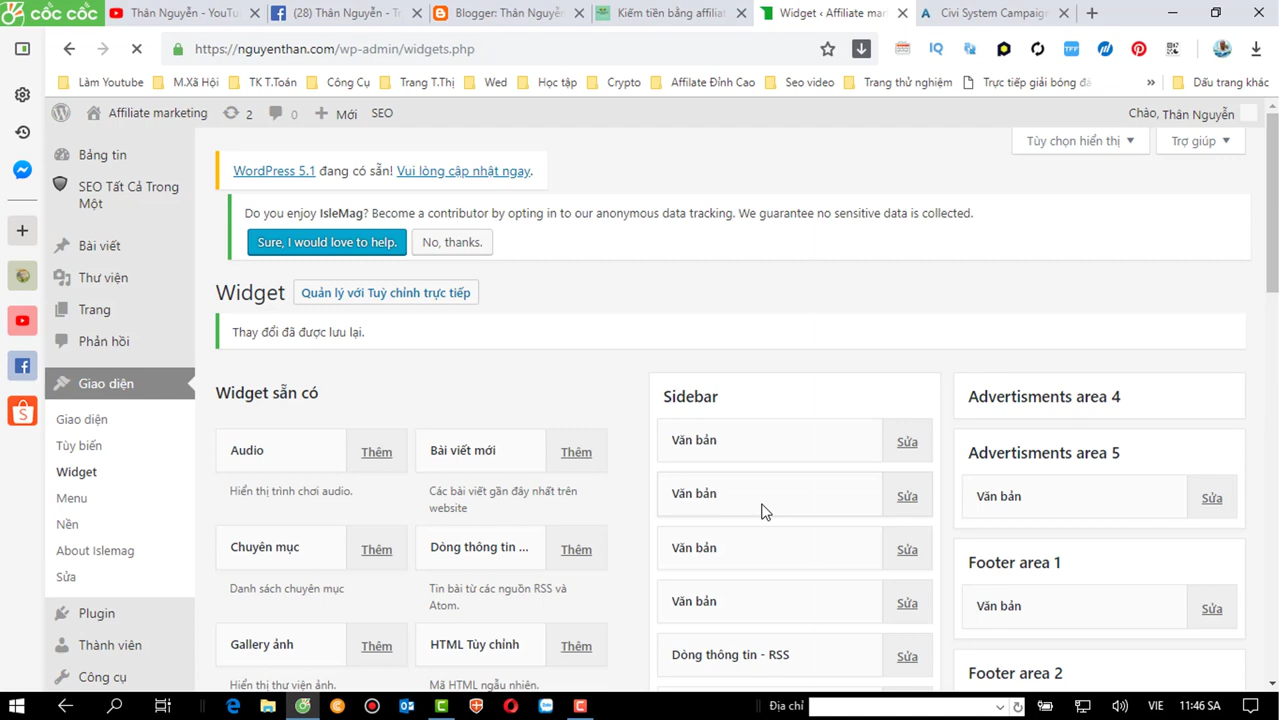 cốc cốc
Thân Nguyễn - YouTu
(28) Thân Nguyễn - T
Blogger: Thân Nguyễn
Kiếm tiền bằng affiliat
Widget ‹ Affiliate mar
Civi System Campaign
https://nguyenthan.com/wp-admin/widgets.php
IQ
TFF
Làm Youtube
M.Xã Hội
TK T.Toán
Công Cụ
Trang T.Thị
Wed
Học tập
Crypto
Affilate Đỉnh Cao
Seo video
Trang thử nghiệm
Trực tiếp giải bóng đá
Dấu trang khác
Affiliate marketing
2
0
Mới
SEO
Chào, Thân Nguyễn
Tùy chọn hiển thị
Trợ giúp
Bảng tin
SEO Tất Cả Trong
Một
Bài viết
Thư viện
Trang
Phản hồi
Giao diện
Giao diện
Tùy biến
Widget
Menu
Nền
About Islemag
Sửa
Plugin
Thành viên
Công cụ
WordPress 5.1 đang có sẵn! Vui lòng cập nhật ngay.
Do you enjoy IsleMag? Become a contributor by opting in to our anonymous data tracking. We guarantee no sensitive data is collected.
Sure, I would love to help.
No, thanks.
Widget
Quản lý với Tuỳ chỉnh trực tiếp
Thay đổi đã được lưu lại.
Widget sẵn có
Audio
Thêm
Bài viết mới
Thêm
Hiển thị trình chơi audio.
Các bài viết gần đây nhất trên
website
Chuyên mục
Thêm
Dòng thông tin ...
Thêm
Danh sách chuyên mục
Tin bài từ các nguồn RSS và
Atom.
Gallery ảnh
Thêm
HTML Tùy chỉnh
Thêm
Hiển thị thư viện ảnh.
Mã HTML ngẫu nhiên.
Sidebar
Văn bản
Sửa
Văn bản
Sửa
Văn bản
Sửa
Văn bản
Sửa
Dòng thông tin - RSS
Sửa
Advertisments area 4
Advertisments area 5
Văn bản
Sửa
Footer area 1
Văn bản
Sửa
Footer area 2
Địa chỉ
VIE
11:46 SA